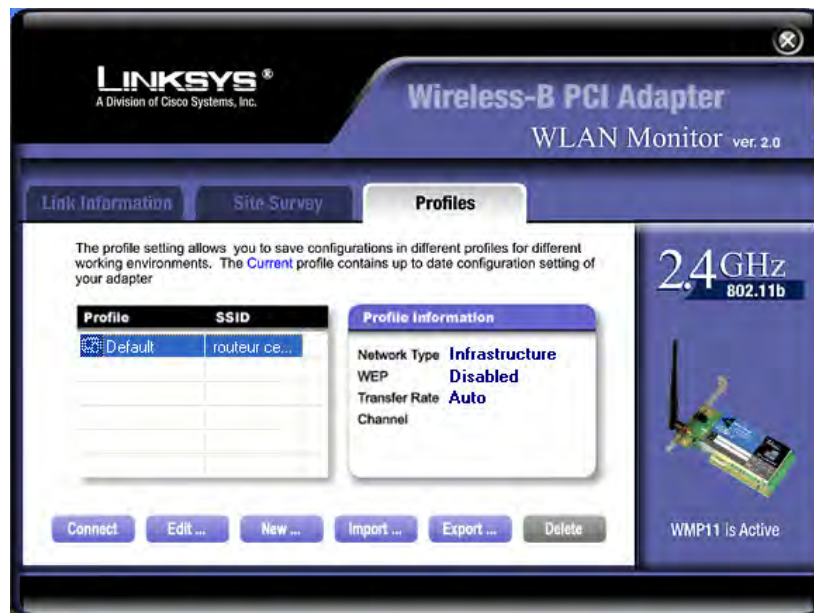 LINKSYS®
A Division of Cisco Systems, Inc.
Wireless-B PCI Adapter
WLAN Monitor ver. 2.0
Link Information Site Survey Profiles
The profile setting allows you to save configurations in different profiles for different
working environments. The Current profile contains up to date configuration setting of
your adapter
2.4GHz
802.11b
Profile SSID
Default routeur ce...
Profile Information
Network Type Infrastructure
WEP Disabled
Transfer Rate Auto
Channel
Connect Edit ... New ... Import ... Export ... Delete
WMP11 is Active